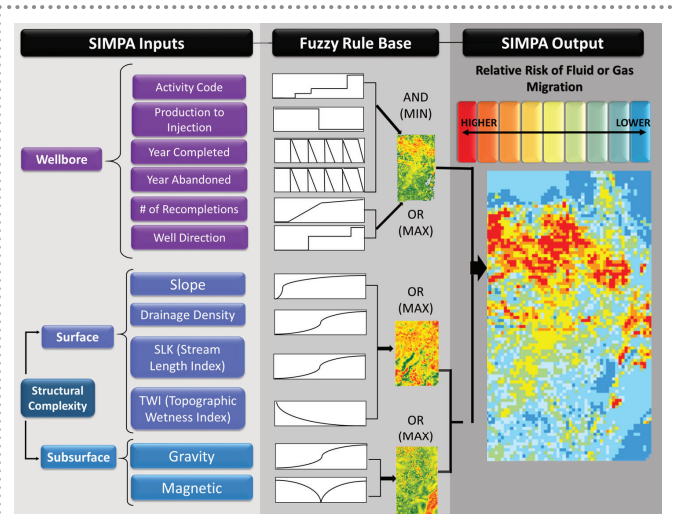 SIMPA Inputs
Fuzzy Rule Base
SIMPA Output
Wellbore
Activity Code
Production to
Injection
Year Completed
Year Abandoned
# of Recompletions
Well Direction
AND
(MIN)
OR
(MAX)
Relative Risk of Fluid or Gas
Migration
HIGHER
LOWER
Structural
Complexity
Surface
Slope
Drainage Density
SLK (Stream
Length Index)
TWI (Topographic
Wetness Index)
OR
(MAX)
Subsurface
Gravity
Magnetic
OR
(MAX)